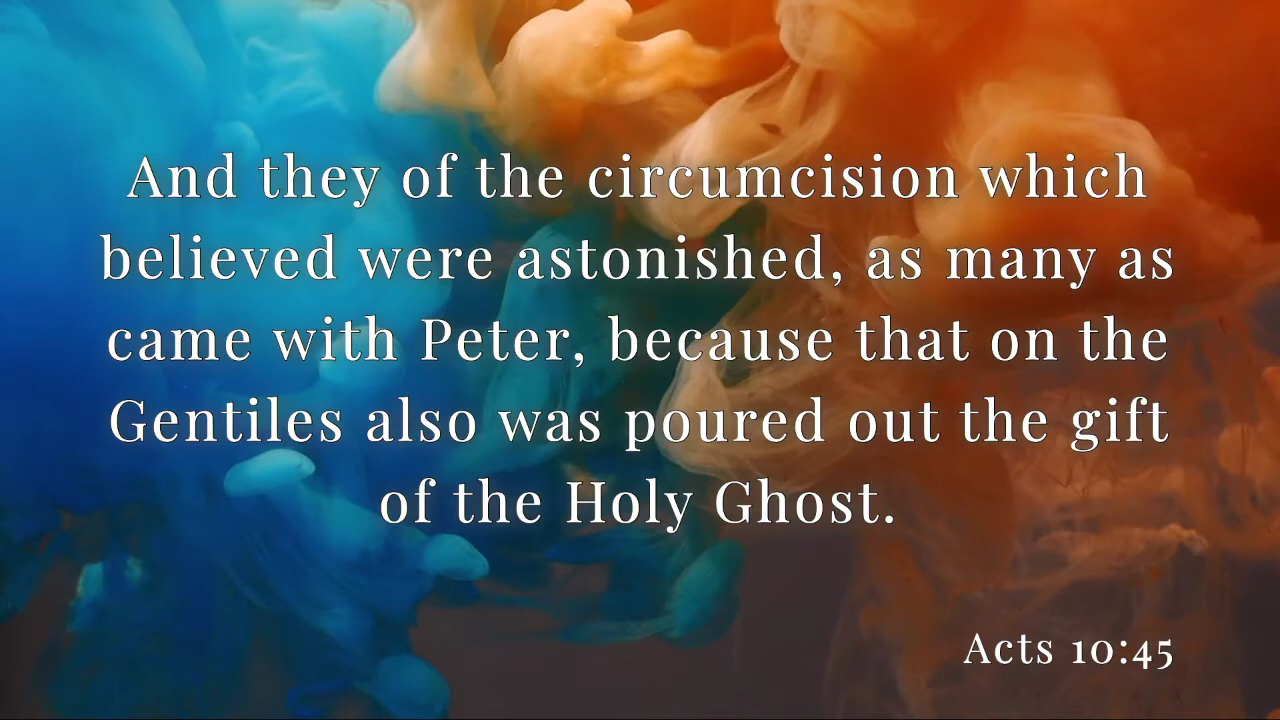 And they of the circumcision which
believed were astonished, as many as
came with Peter, because that on the
Gentiles also was poured out the gift
of the Holy Ghost.
Acts 10:45